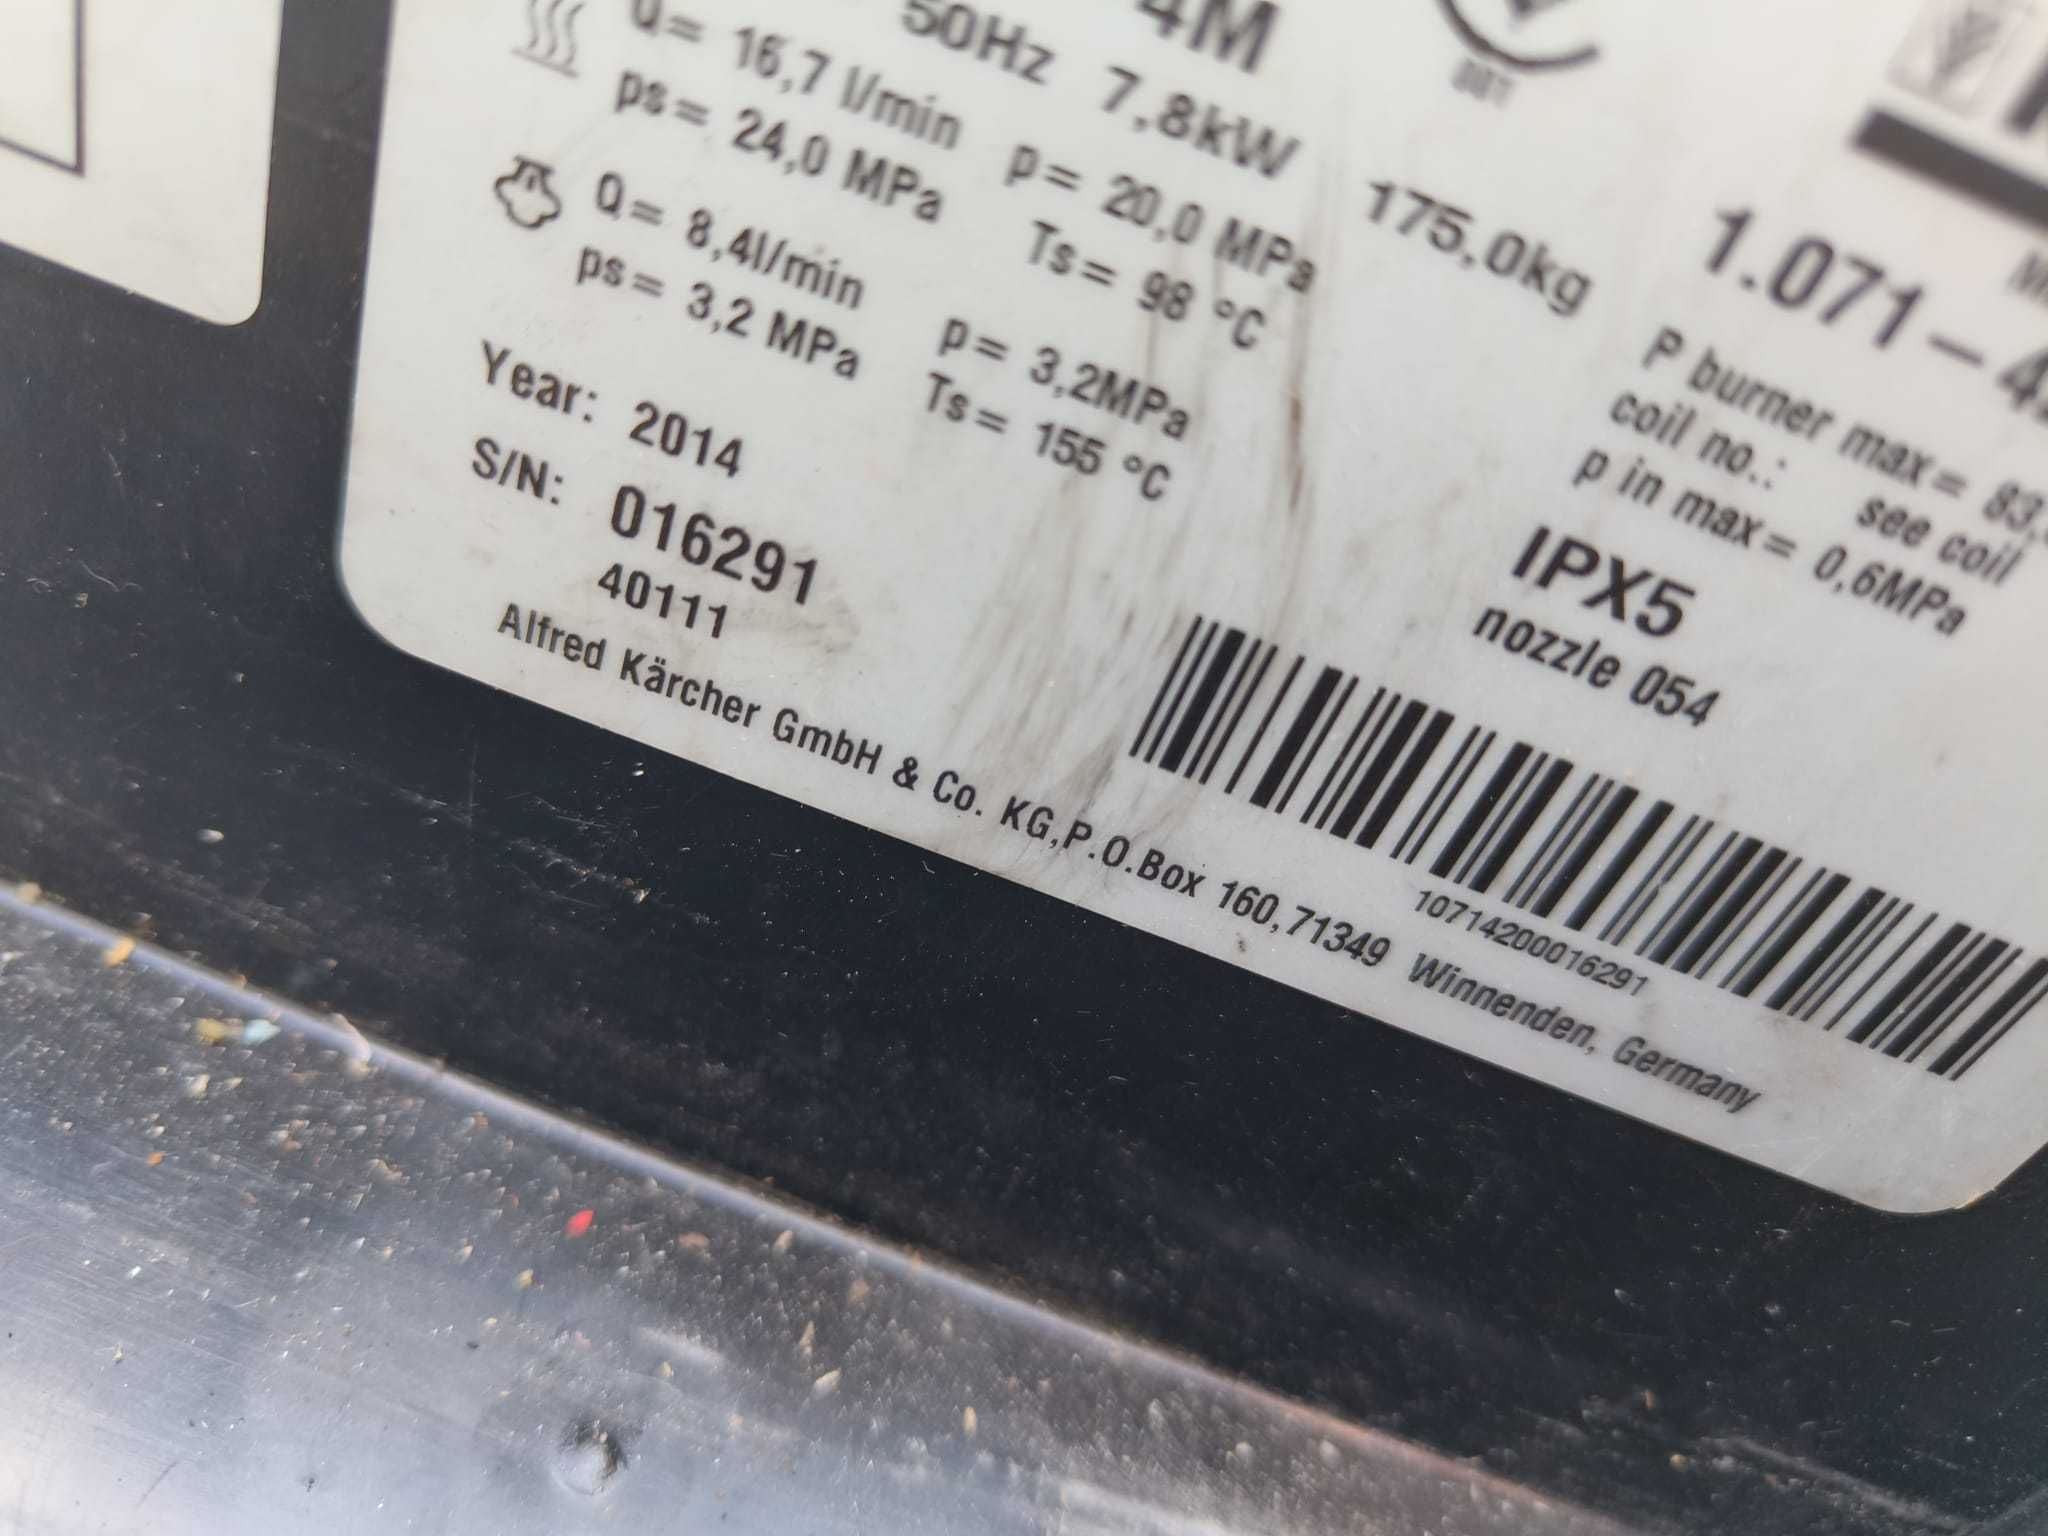 4M
50Hz 7,8kW 175,0kg
Q= 16,7 l/min p= 20,0 MPa
ps= 24,0 MPa Ts= 98 °C
Q= 8,4l/min p= 3,2MPa
ps= 3,2 MPa Ts= 155 °C
Year: 2014
S/N: 016291
40111
1.071-4
P burner max= 83,
coil no.: see coil
p in max= 0,6MPa
IPX5
nozzle 054
10714200016291
Alfred Kärcher GmbH & Co. KG,P.O.Box 160,71349 Winnenden, Germany